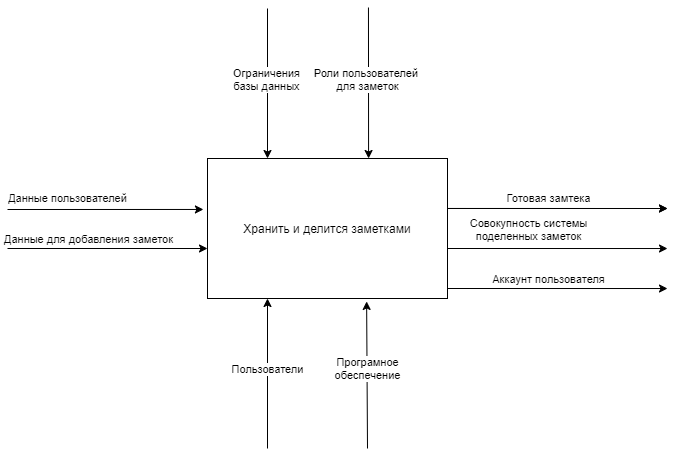 Ограничения
базы данных
Роли пользователей
для заметок
Данные пользователей
Данные для добавления заметок
Хранить и делится заметками
Готовая замтека
Совокупность системы
поделенных заметок
Аккаунт пользователя
Пользователи
Програмное
обеспечение